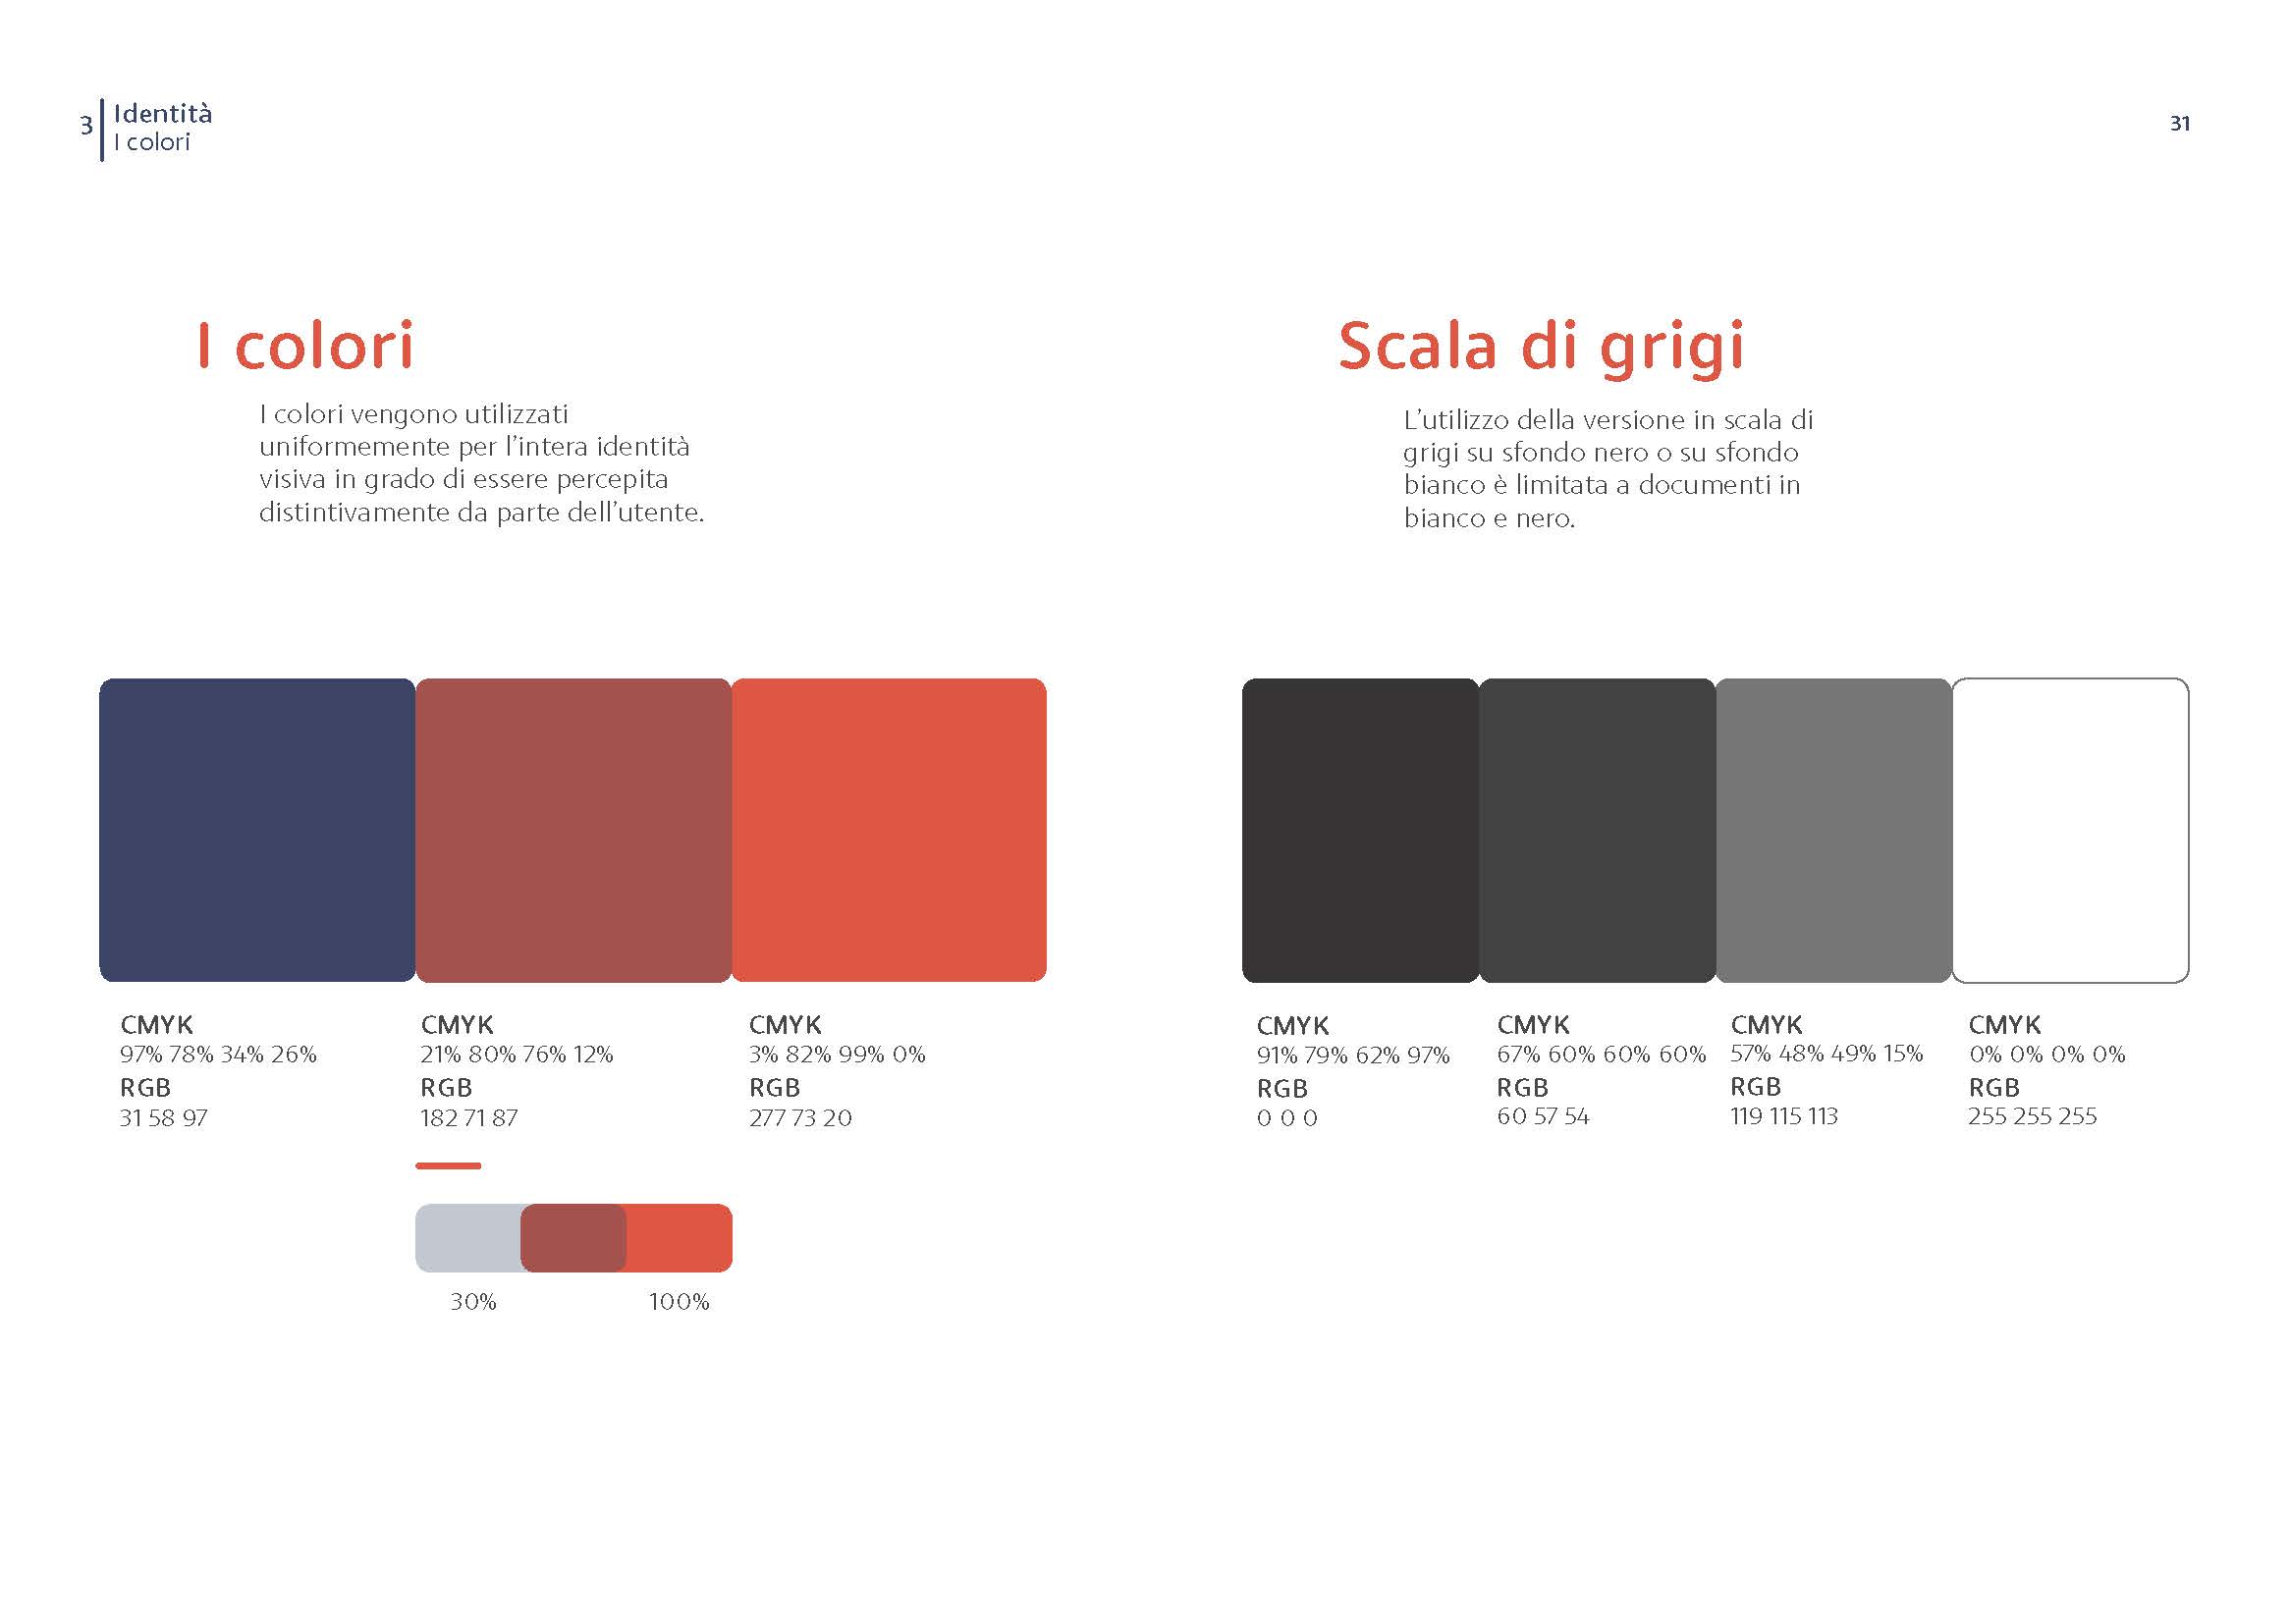 3
Identità
I colori
31
I colori
I colori vengono utilizzati
uniformemente per l’intera identità
visiva in grado di essere percepita
distintivamente da parte dell’utente.
CMYK
97% 78% 34% 26%
RGB
31 58 97
CMYK
21% 80% 76% 12%
RGB
182 71 87
CMYK
3% 82% 99% 0%
RGB
277 73 20
30%
100%
Scala di grigi
L’utilizzo della versione in scala di
grigi su sfondo nero o su sfondo
bianco è limitata a documenti in
bianco e nero.
CMYK
91% 79% 62% 97%
RGB
0 0 0
CMYK
67% 60% 60% 60%
RGB
60 57 54
CMYK
57% 48% 49% 15%
RGB
119 115 113
CMYK
0% 0% 0% 0%
RGB
255 255 255